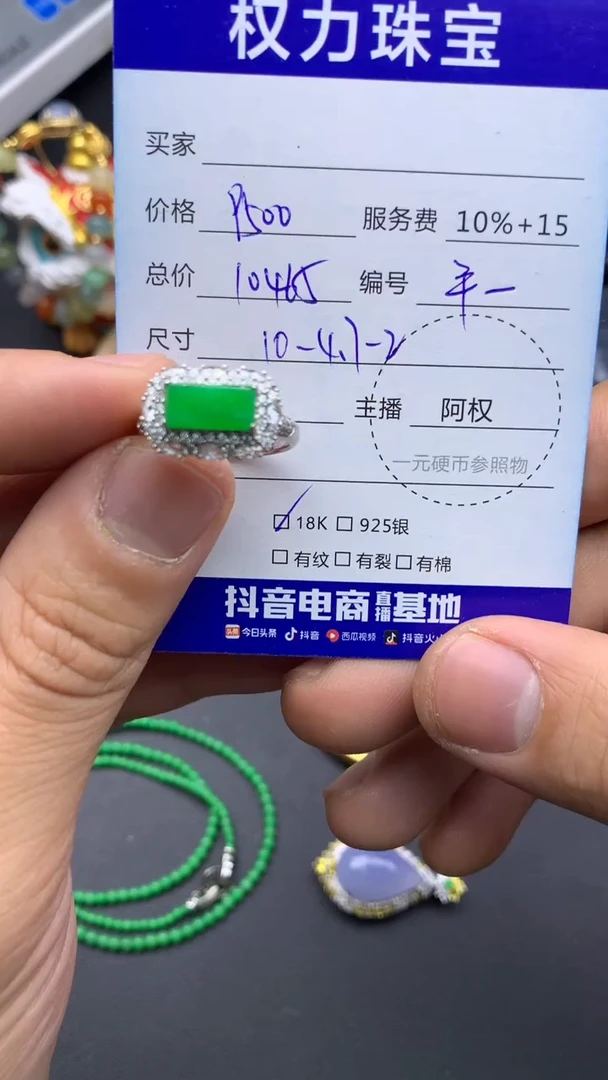 权力珠宝
买家
价格 9500 服务费 10%+15
总价 10465 编号 平一
尺寸 10-4.7-2
主播 阿权
一元硬币参照物
18K 925银
有纹 有裂 有棉
抖音电商直播基地
头条 今日头条 抖音 西瓜视频 抖音火